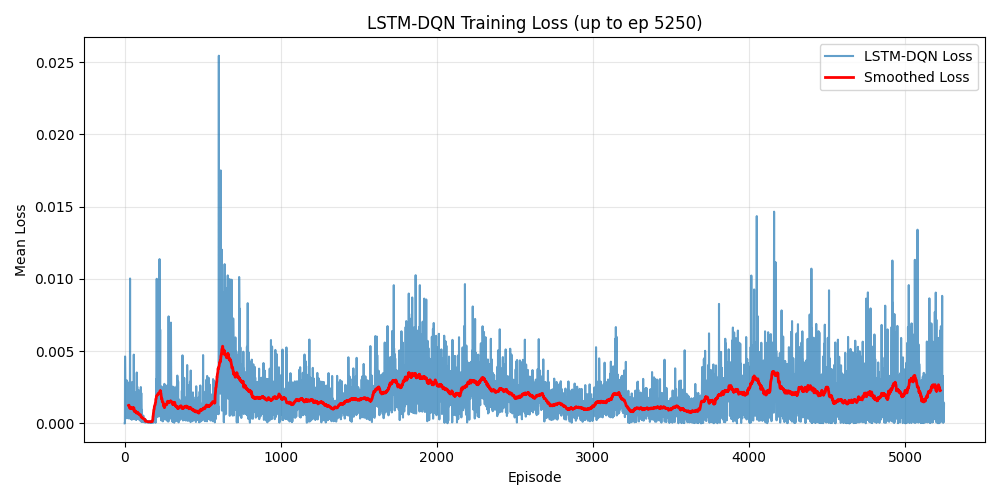 LSTM-DQN Training Loss (up to ep 5250)
LSTM-DQN Loss
Smoothed Loss
Mean Loss
0.025
0.020
0.015
0.010
0.005
0.000
0 1000 2000 3000 4000 5000
Episode